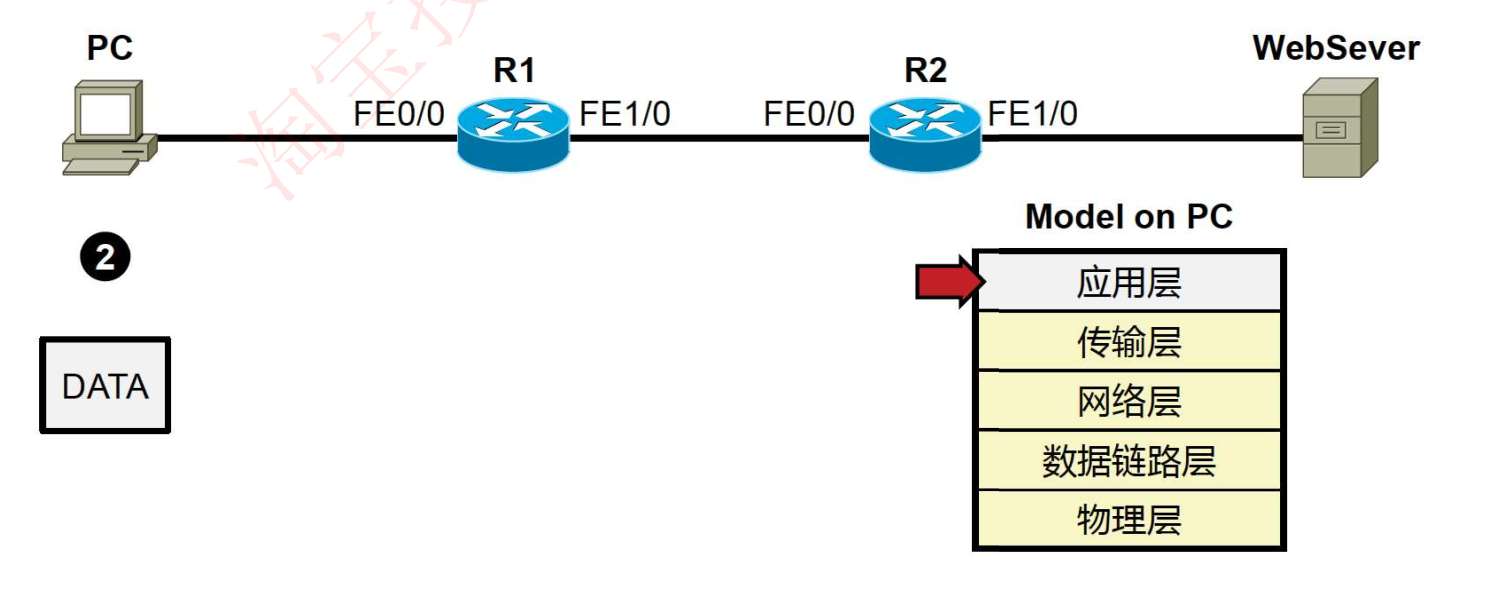 PC
R1
R2
WebSever
FE0/0
FE1/0
FE0/0
FE1/0
Model on PC
2
应用层
传输层
DATA
网络层
数据链路层
物理层
淘宝